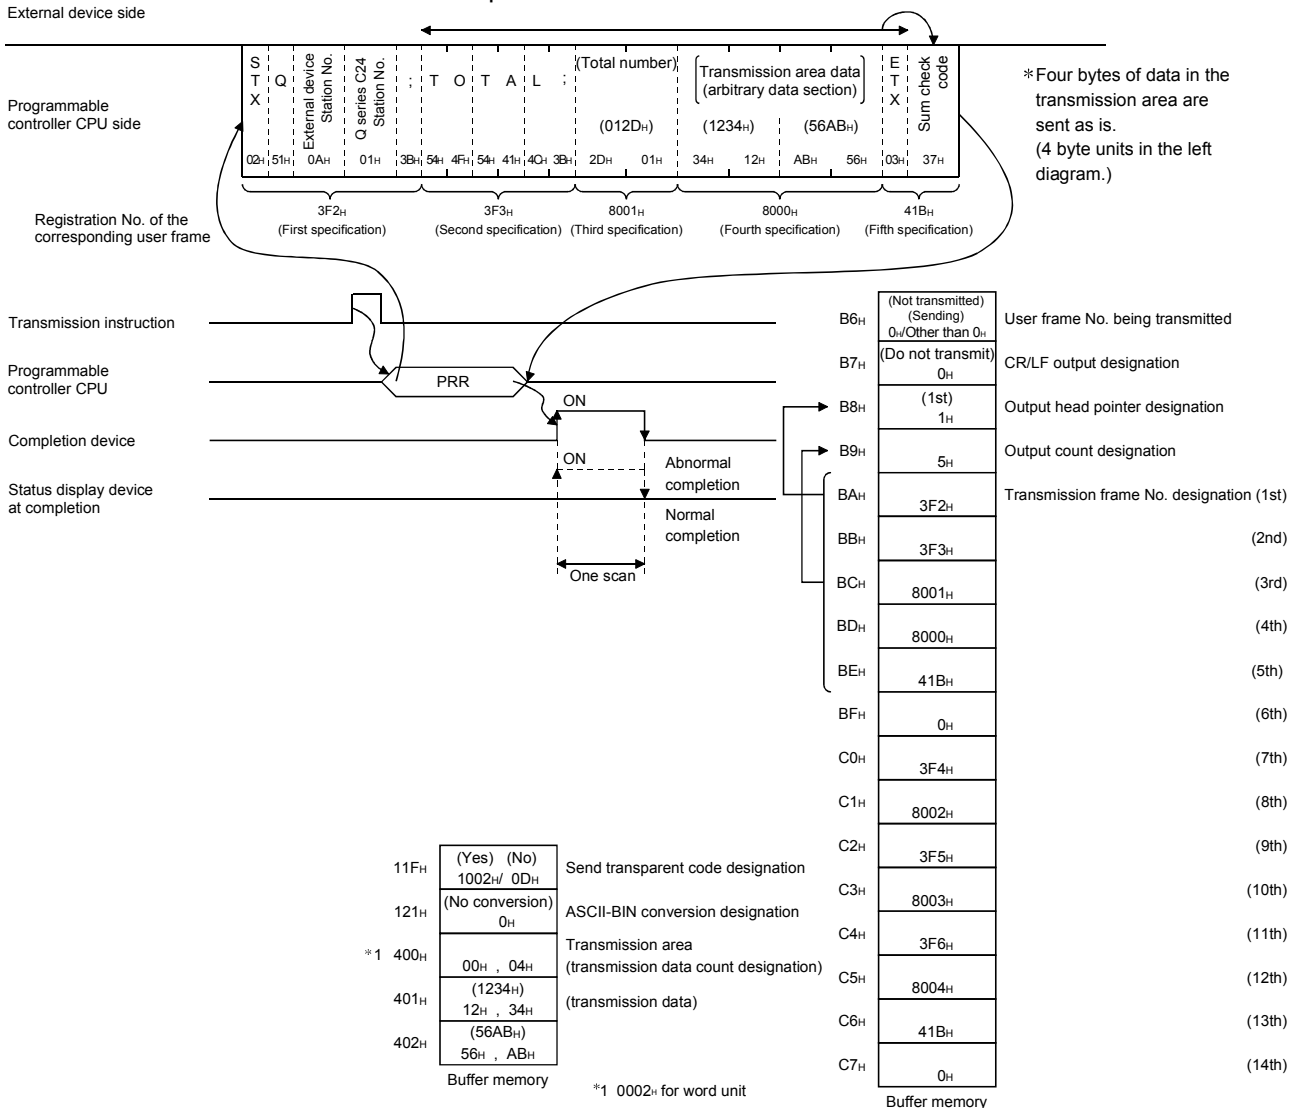 External device side
Programmable
controller CPU side
STX
Q
External device
Station No.
Q series C24
Station No.
; T O T A L ;
(Total number)
(012DH)
Transmission area data
(arbitrary data section)
(1234H) (56ABH)
ETX
Sum check
code
02H 51H 0AH 01H 3BH 54H 4FH 54H 41H 4CH 3BH 2DH 01H 34H 12H ABH 56H 03H 37H
*Four bytes of data in the
transmission area are
sent as is.
(4 byte units in the left
diagram.)
Registration No. of the
corresponding user frame
3F2H
(First specification)
3F3H
(Second specification)
8001H
(Third specification)
8000H
(Fourth specification)
41BH
(Fifth specification)
Transmission instruction
Programmable
controller CPU
PRR
Completion device
ON
Status display device
at completion
ON
Abnormal
completion
Normal
completion
One scan
B6H (Not transmitted)
(Sending)
0H/Other than 0H
User frame No. being transmitted
B7H (Do not transmit)
0H
CR/LF output designation
B8H (1st)
1H
Output head pointer designation
B9H 5H Output count designation
BAH 3F2H Transmission frame No. designation (1st)
BBH 3F3H (2nd)
BCH 8001H (3rd)
BDH 8000H (4th)
BEH 41BH (5th)
BFH 0H (6th)
C0H 3F4H (7th)
C1H 8002H (8th)
C2H 3F5H (9th)
C3H 8003H (10th)
C4H 3F6H (11th)
C5H 8004H (12th)
C6H 41BH (13th)
C7H 0H (14th)
Buffer memory
11FH (Yes) (No)
1002H/ 0DH
Send transparent code designation
121H (No conversion)
0H
ASCII-BIN conversion designation
*1 400H 00H , 04H
Transmission area
(transmission data count designation)
401H (1234H)
12H , 34H
(transmission data)
402H (56ABH)
56H , ABH
Buffer memory
*1 0002H for word unit